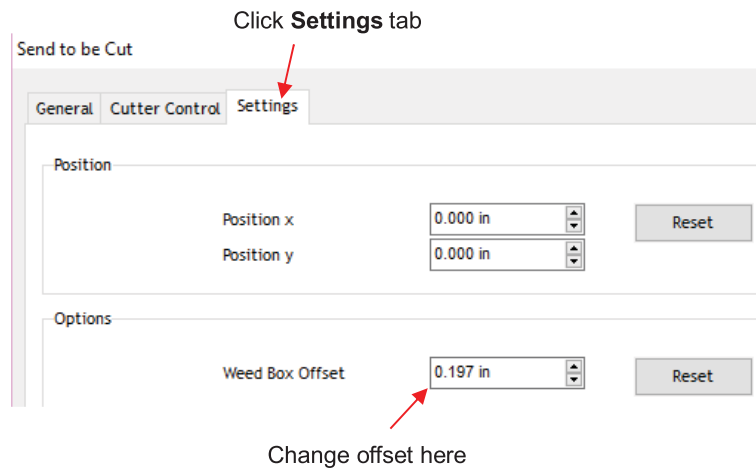 Click Settings tab
Send to be Cut
General Cutter Control Settings
Position
Position x 0.000 in Reset
Position y 0.000 in
Options
Weed Box Offset 0.197 in Reset
Change offset here